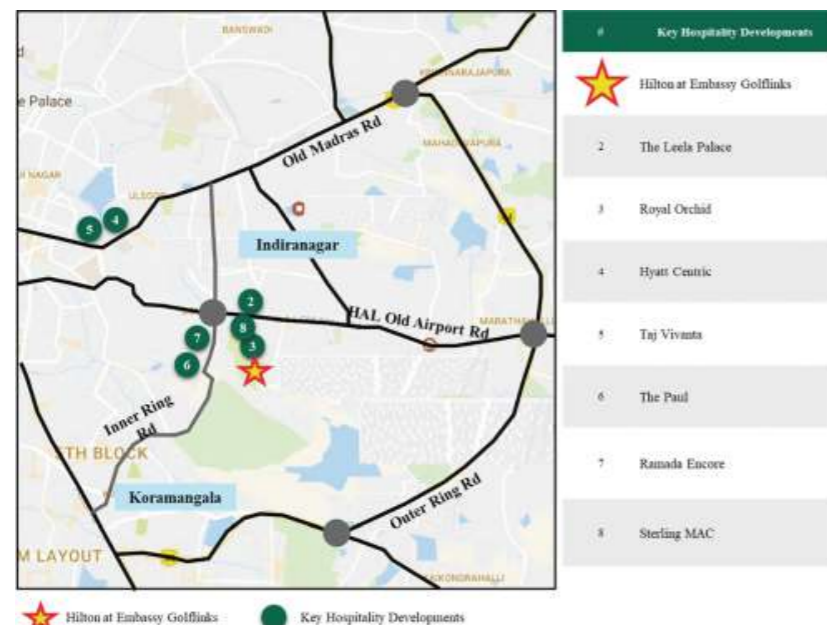 BANSWADI
KRISHNARAJAPURA
e Palace
Old Madras Rd
MAHADEVAPURA
JI NAGAR
ULSOOR
4
5
Indiranagar
2
HAL Old Airport Rd
8
7
3
6
Inner Ring
Rd
5TH BLOCK
Koramangala
Outer Ring Rd
M LAYOUT
KAIKONDRAHALLI
# Key Hospitality Developments
Hilton at Embassy Golflinks
2 The Leela Palace
3 Royal Orchid
4 Hyatt Centric
5 Taj Vivanta
6 The Paul
7 Ramada Encore
8 Sterling MAC
Hilton at Embassy Golflinks Key Hospitality Developments